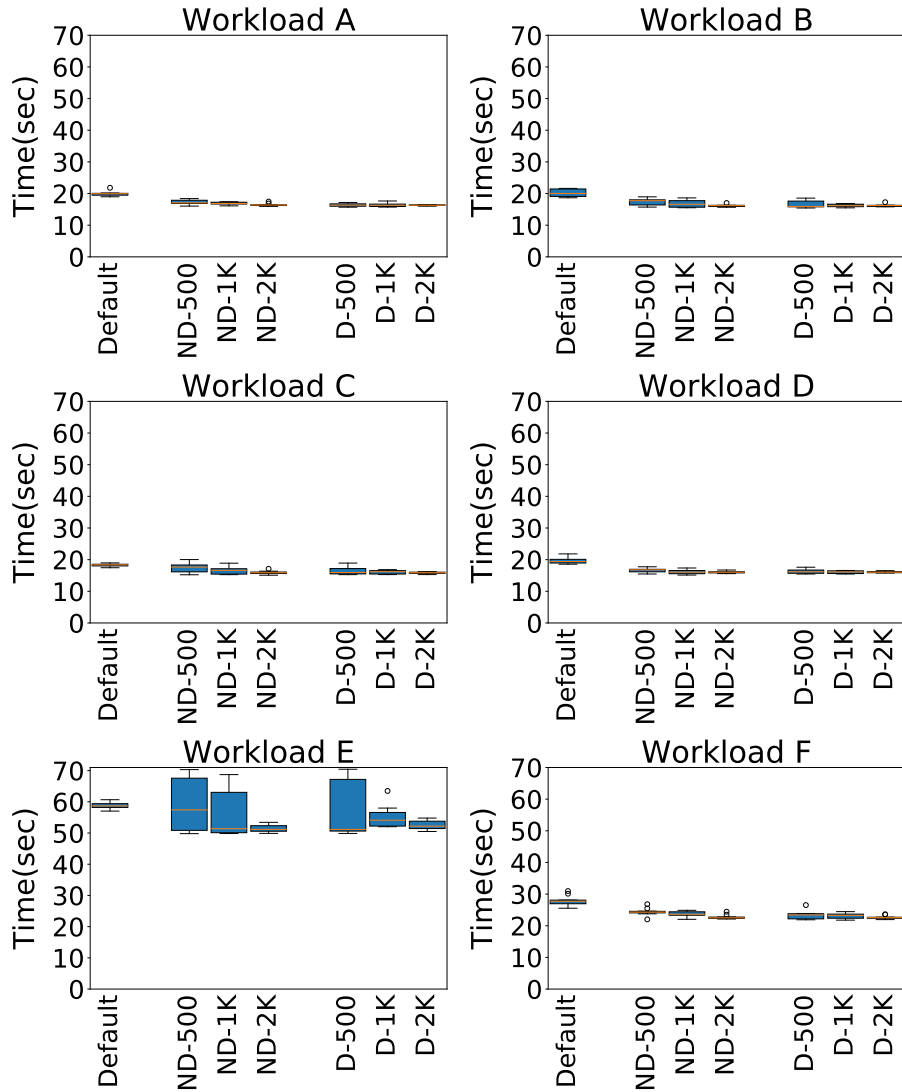 Workload A
70
60
50
40
30
20
10
0
Time(sec)
Default
ND-500
ND-1K
ND-2K
D-500
D-1K
D-2K
Workload B
70
60
50
40
30
20
10
0
Time(sec)
Default
ND-500
ND-1K
ND-2K
D-500
D-1K
D-2K
Workload C
70
60
50
40
30
20
10
0
Time(sec)
Default
ND-500
ND-1K
ND-2K
D-500
D-1K
D-2K
Workload D
70
60
50
40
30
20
10
0
Time(sec)
Default
ND-500
ND-1K
ND-2K
D-500
D-1K
D-2K
Workload E
70
60
50
40
30
20
10
0
Time(sec)
Default
ND-500
ND-1K
ND-2K
D-500
D-1K
D-2K
Workload F
70
60
50
40
30
20
10
0
Time(sec)
Default
ND-500
ND-1K
ND-2K
D-500
D-1K
D-2K